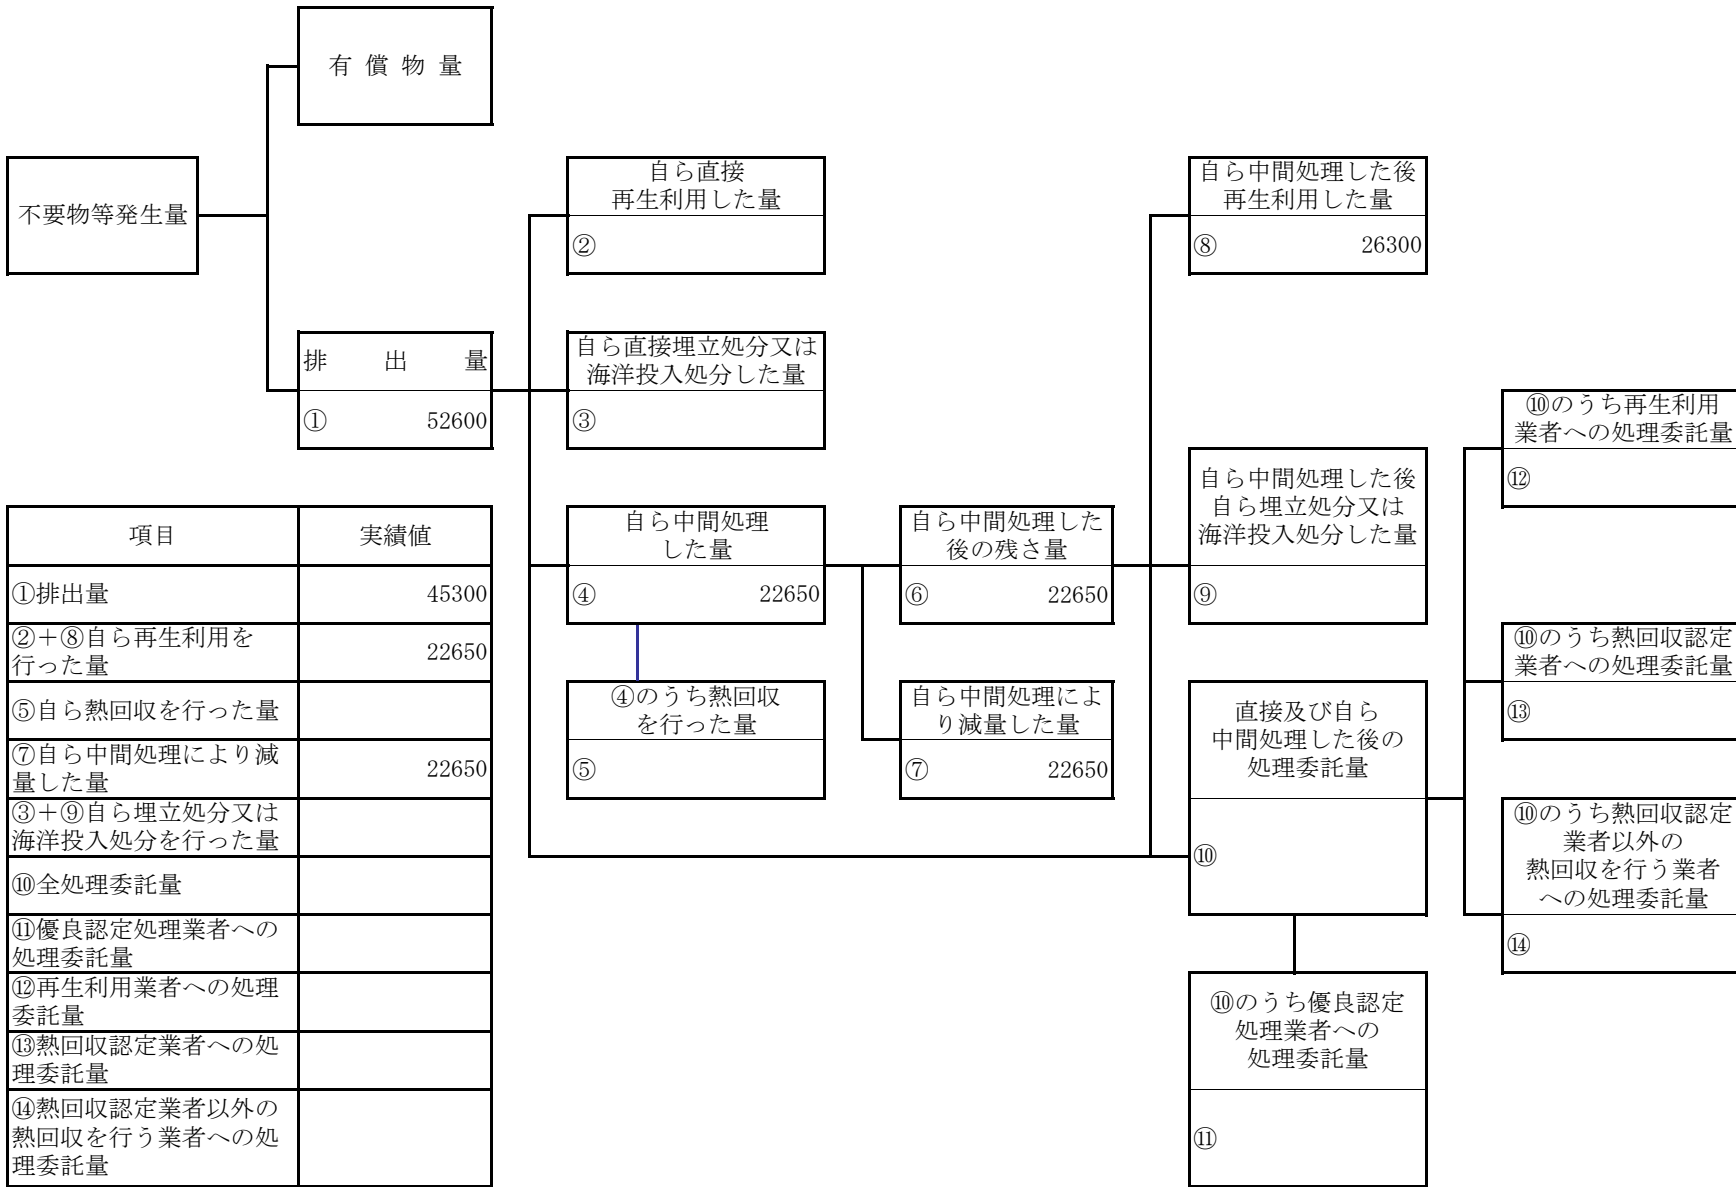 有償物量
不要物等発生量
自ら直接
再生利用した量
②
自ら中間処理した後
再生利用した量
⑧ 26300
排出量
① 52600
自ら直接埋立処分又は
海洋投入処分した量
③
⑩のうち再生利用
業者への処理委託量
⑫
自ら中間処理した後
自ら埋立処分又は
海洋投入処分した量
⑨
自ら中間処理
した量
④ 22650
自ら中間処理した
後の残さ量
⑥ 22650
⑩のうち熱回収認定
業者への処理委託量
⑬
④のうち熱回収
を行った量
⑤
自ら中間処理によ
り減量した量
⑦ 22650
直接及び自ら
中間処理した後の
処理委託量
⑩
⑩のうち熱回収認定
業者以外の
熱回収を行う業者
への処理委託量
⑭
⑩のうち優良認定
処理業者への
処理委託量
⑪
項目 実績値
①排出量 45300
②+⑧自ら再生利用を
行った量 22650
⑤自ら熱回収を行った量
⑦自ら中間処理により減
量した量 22650
③+⑨自ら埋立処分又は
海洋投入処分を行った量
⑩全処理委託量
⑪優良認定処理業者への
処理委託量
⑫再生利用業者への処理
委託量
⑬熱回収認定業者への処
理委託量
⑭熱回収認定業者以外の
熱回収を行う業者への処
理委託量